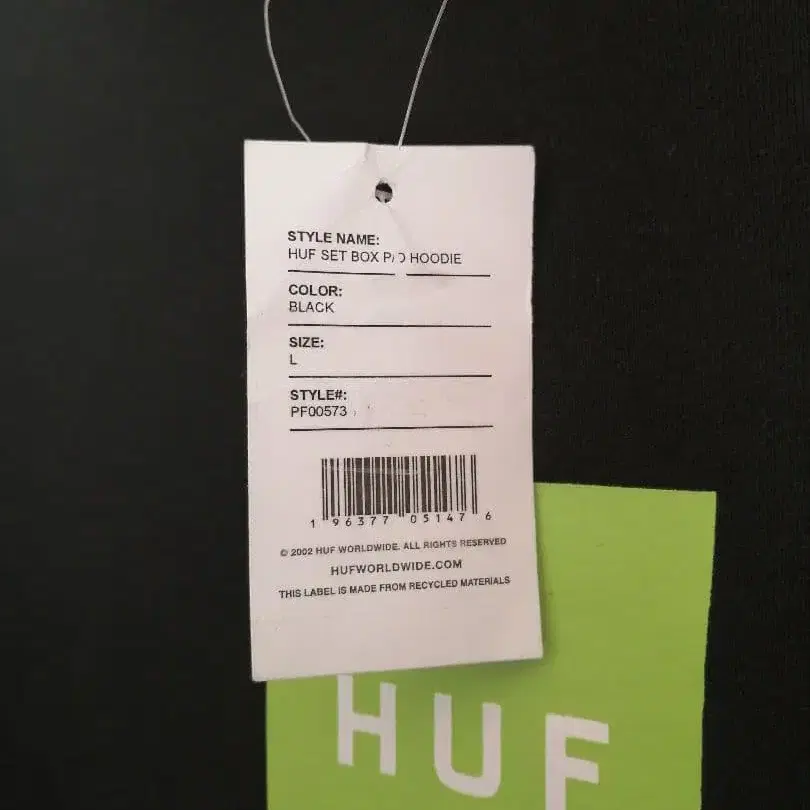 STYLE NAME:
HUF SET BOX P/O HOODIE
COLOR:
BLACK
SIZE:
L
STYLE#:
PF00573
1 96377 05147 6
© 2002 HUF WORLDWIDE. ALL RIGHTS RESERVED
HUFWORLDWIDE.COM
THIS LABEL IS MADE FROM RECYCLED MATERIALS
HUF